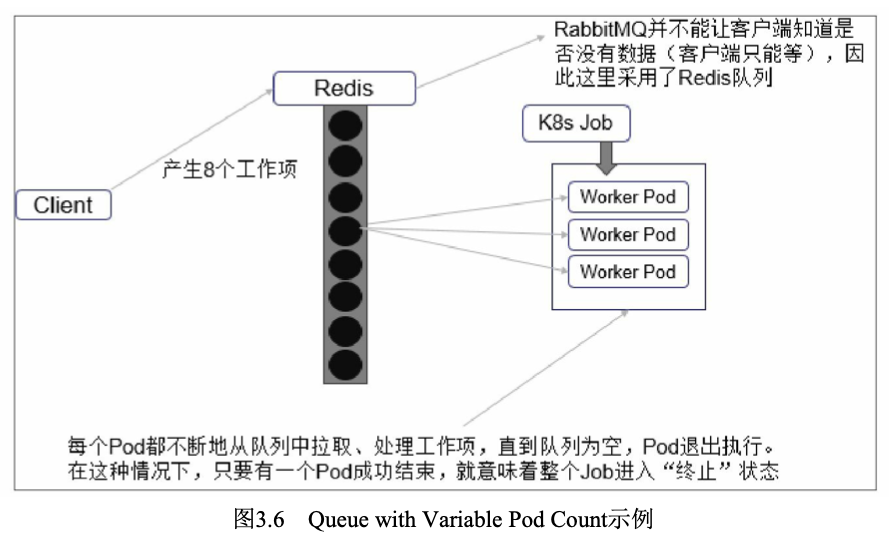 RabbitMQ并不能让客户端知道是
否没有数据（客户端只能等），因
此这里采用了Redis队列
Redis
K8s Job
产生8个工作项
Client
Worker Pod
Worker Pod
Worker Pod
每个Pod都不断地从队列中拉取、处理工作项，直到队列为空，Pod退出执行。
在这种情况下，只要有一个Pod成功结束，就意味着整个Job进入“终止”状态
图3.6 Queue with Variable Pod Count示例